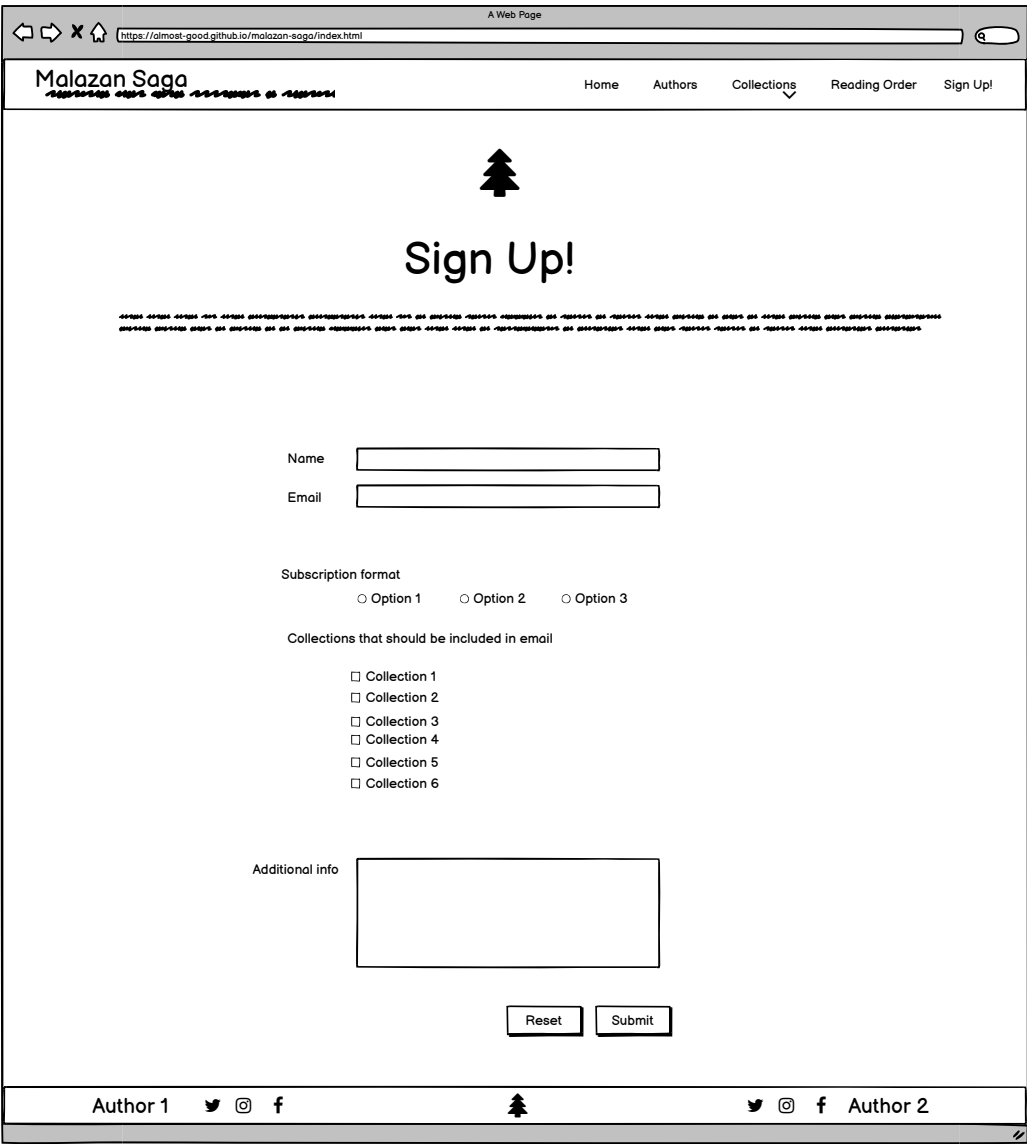 A Web Page
https://almost-good.github.io/malazan-saga/index.html
Malazan Saga
Home Authors Collections Reading Order Sign Up!
Sign Up!
Name
Email
Subscription format
Option 1 Option 2 Option 3
Collections that should be included in email
Collection 1
Collection 2
Collection 3
Collection 4
Collection 5
Collection 6
Additional info
Reset Submit
Author 1 Author 2